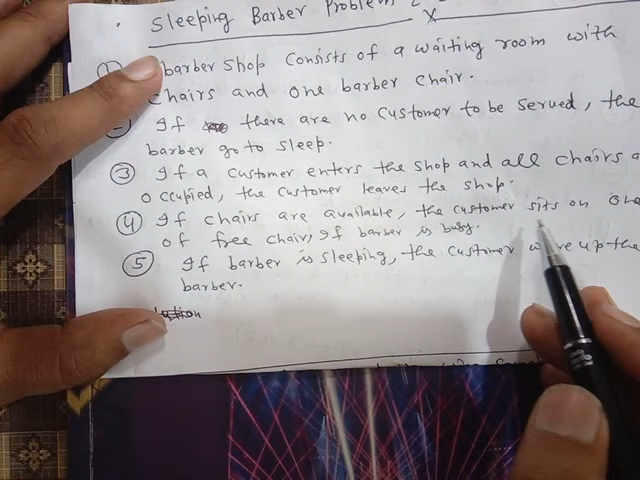 Sleeping Barber Problem
X
① barber shop consists of a waiting room with
chairs and one barber chair.
2 If there are no customer to be served, the
barber go to sleep.
③ If a customer enters the shop and all chairs a
occupied, the customer leaves the shop.
④ If chairs are available, the customer sits on one
of free chair, If barber is busy.
⑤ If barber is sleeping, the customer up the
barber.